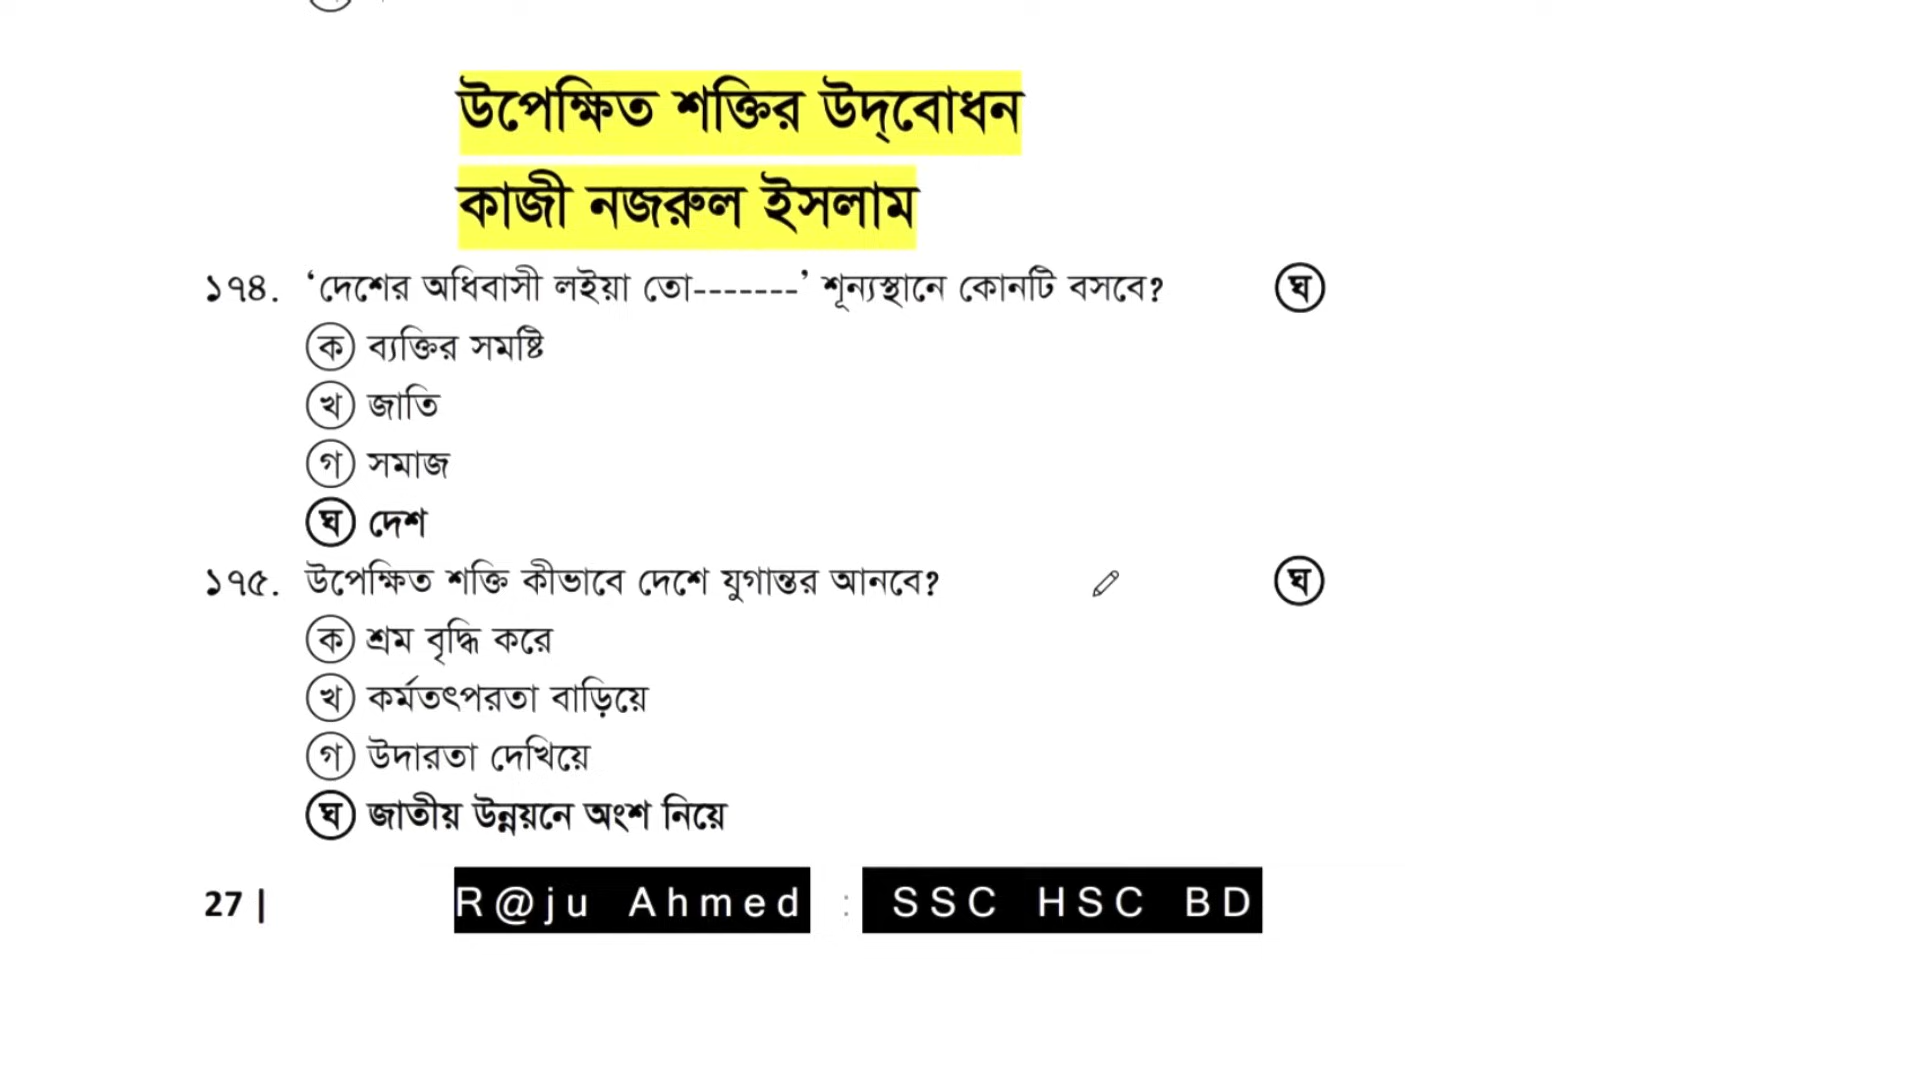 উপেক্ষিত শক্তির উদ্‌বোধন
কাজী নজরুল ইসলাম
১৭৪. ‘দেশের অধিবাসী লইয়া তো-------’ শূন্যস্থানে কোনটি বসবে? ঘ
ক ব্যক্তির সমষ্টি
খ জাতি
গ সমাজ
ঘ দেশ
১৭৫. উপেক্ষিত শক্তি কীভাবে দেশে যুগান্তর আনবে? ঘ
ক শ্রম বৃদ্ধি করে
খ কর্মতৎপরতা বাড়িয়ে
গ উদারতা দেখিয়ে
ঘ জাতীয় উন্নয়নে অংশ নিয়ে
27 | R@ju Ahmed : SSC HSC BD